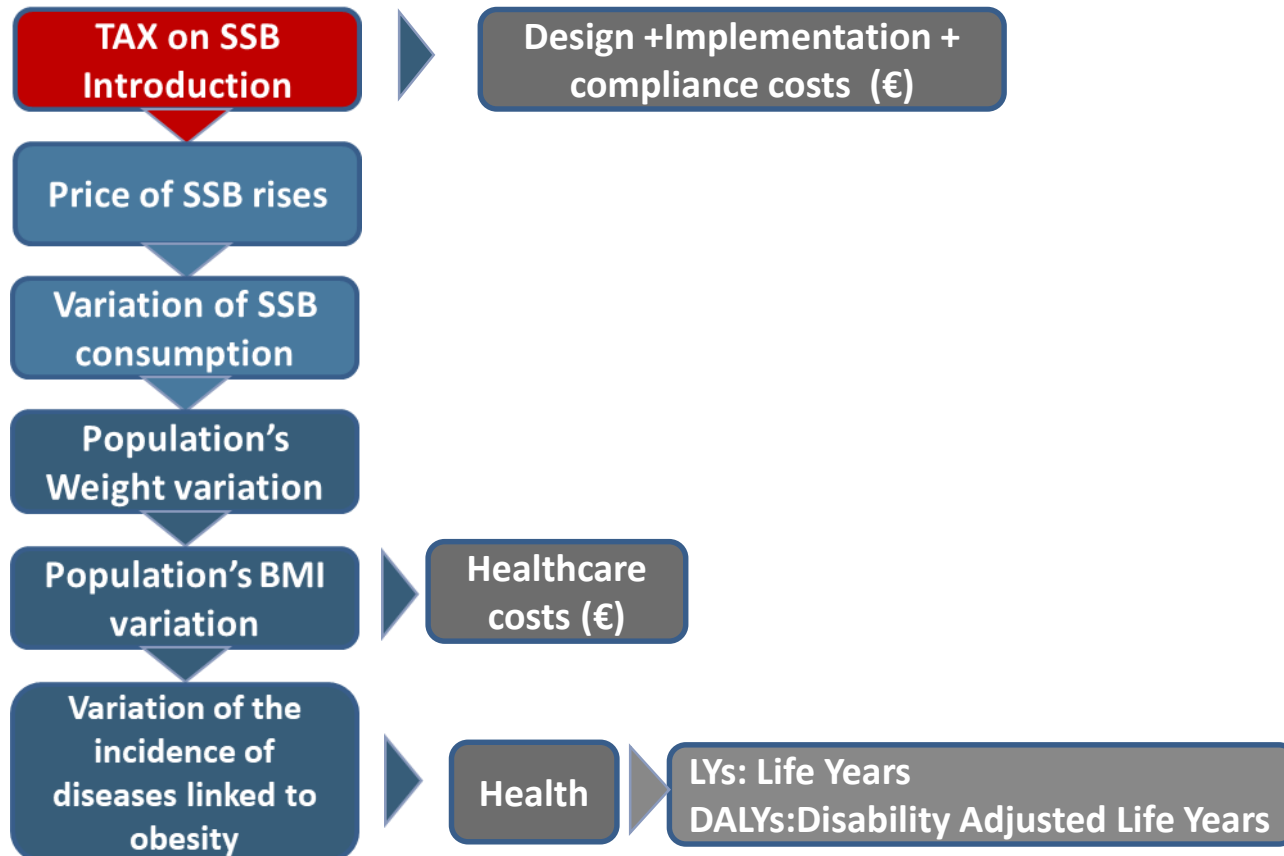 TAX on SSB
Introduction
Design +Implementation +
compliance costs (€)
Price of SSB rises
Variation of SSB
consumption
Population’s
Weight variation
Population’s BMI
variation
Healthcare
costs (€)
Variation of the
incidence of
diseases linked to
obesity
Health
LYs: Life Years
DALYs:Disability Adjusted Life Years